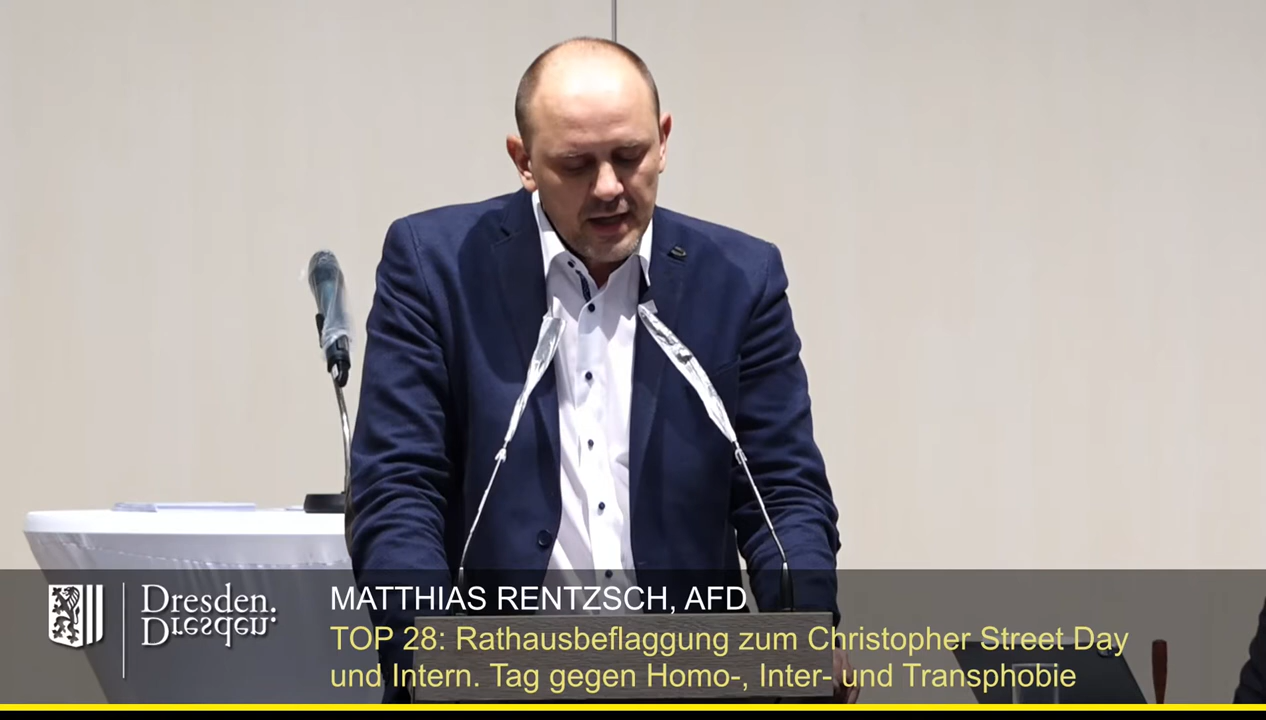 Dresden.
Dresden.
MATTHIAS RENTZSCH, AFD
TOP 28: Rathausbeflaggung zum Christopher Street Day
und Intern. Tag gegen Homo-, Inter- und Transphobie